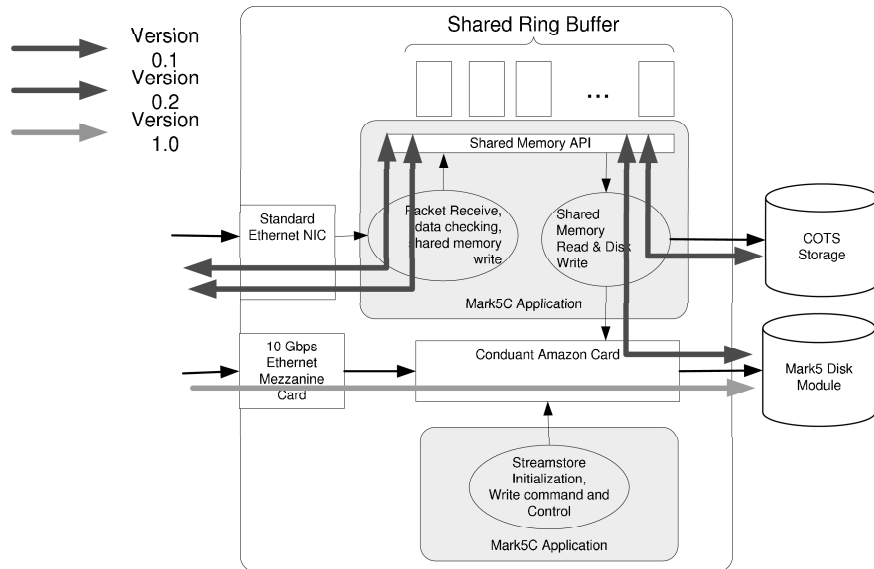 Version
0.1
Version
0.2
Version
1.0
Shared Ring Buffer
...
Shared Memory API
Standard
Ethernet NIC
Packet Receive,
data checking,
shared memory
write
Shared
Memory
Read & Disk
Write
Mark5C Application
COTS
Storage
10 Gbps
Ethernet
Mezzanine
Card
Conduant Amazon Card
Mark5 Disk
Module
Streamstore
Initialization,
Write command and
Control
Mark5C Application